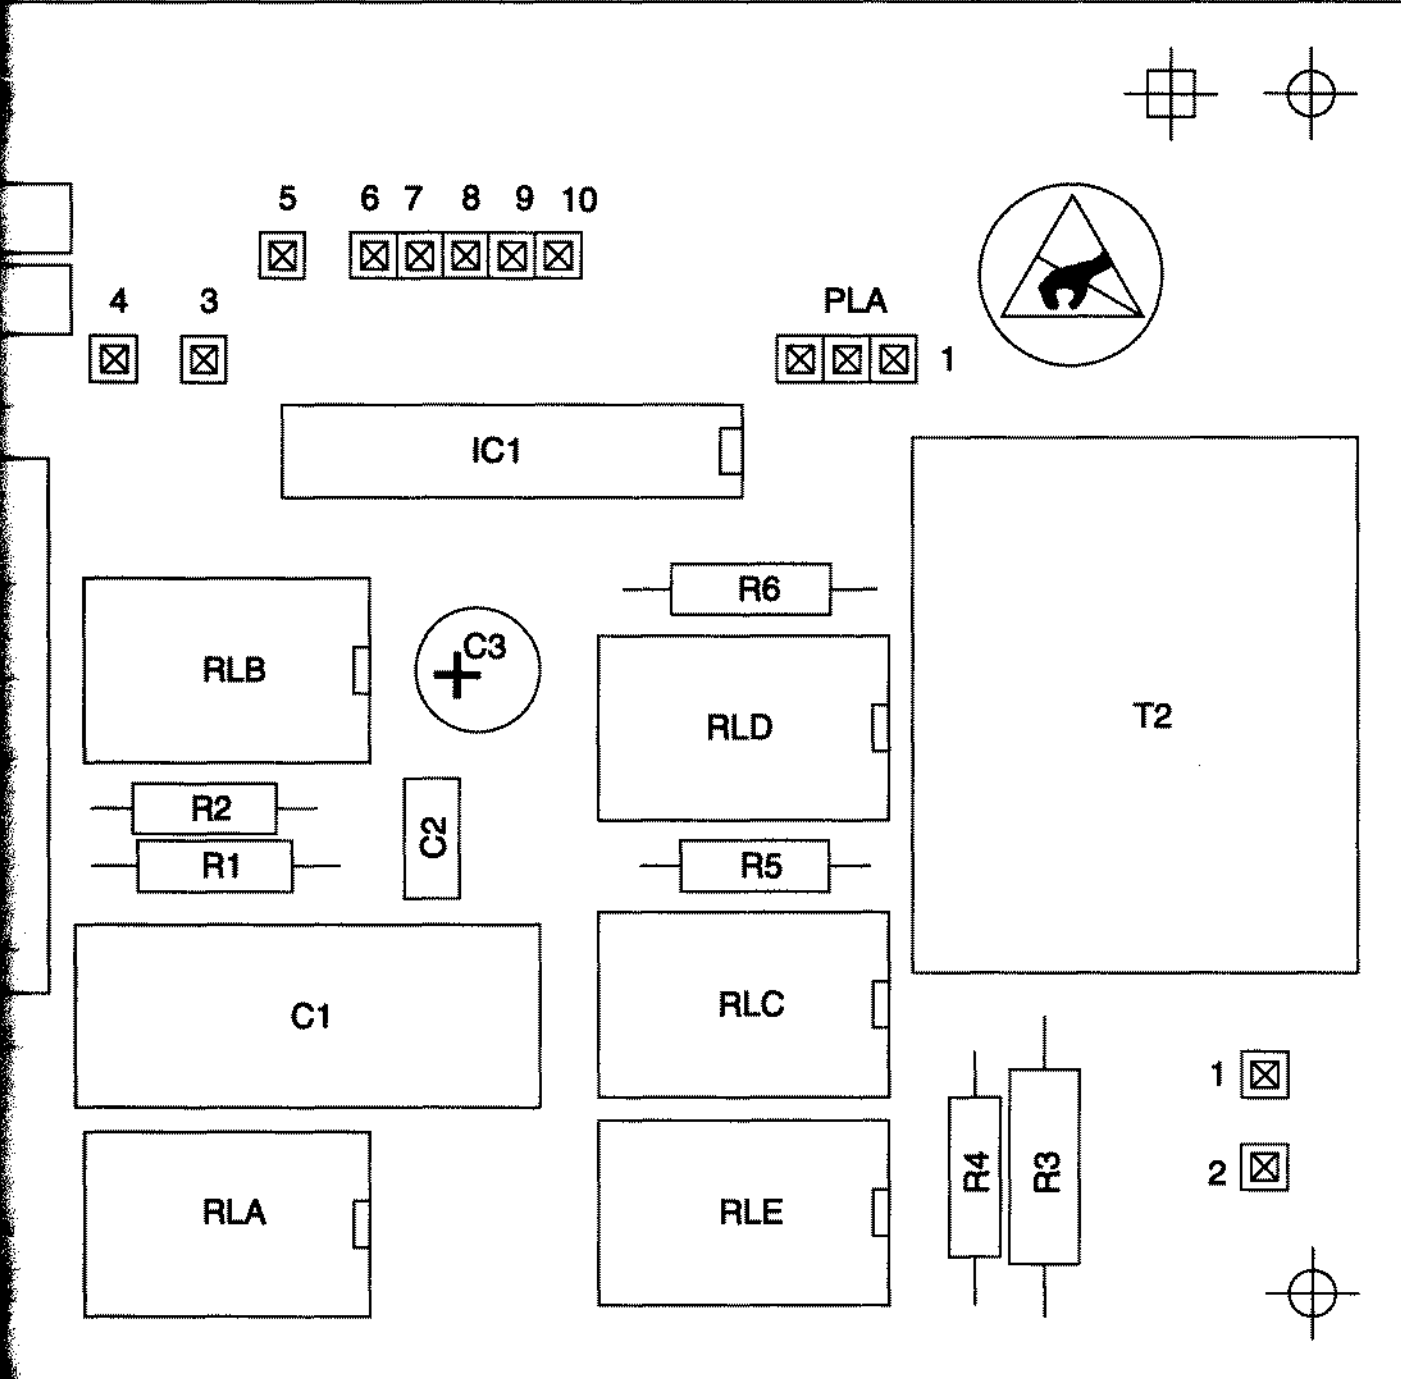 5 6 7 8 9 10
4 3 PLA
1
IC1
R6
RLB C3
RLD T2
R2
C2
R1 R5
C1 RLC
1
R4 R3
2
RLA RLE